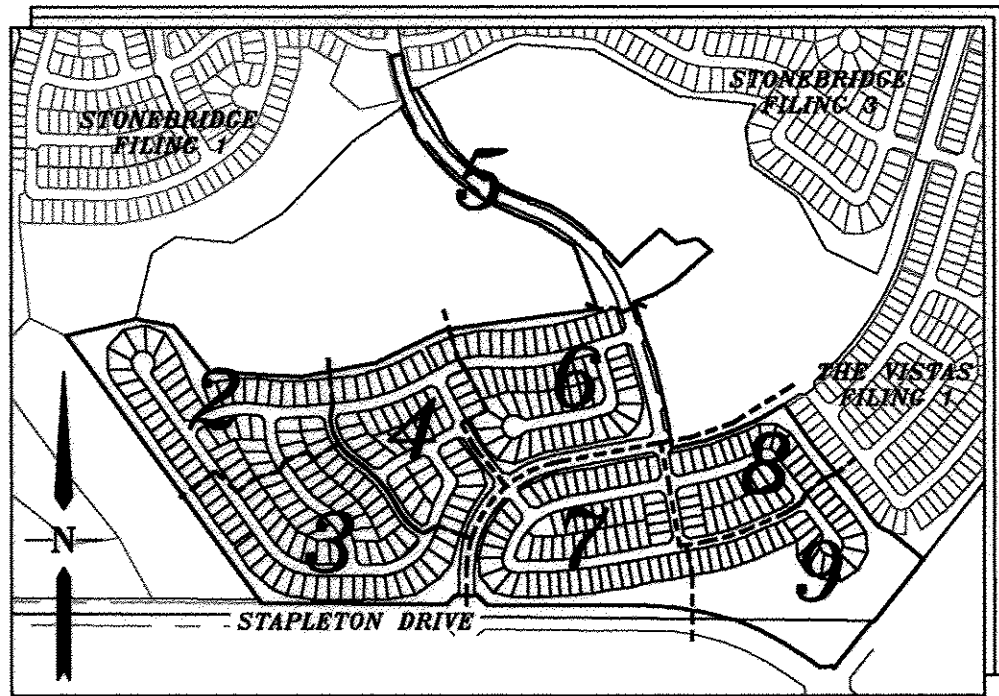 STONEBRIDGE
FILING 3
STONEBRIDGE
FILING 1
5
THE VISTAS
FILING 1
6
2
4
8
N
3
7
9
STAPLETON DRIVE